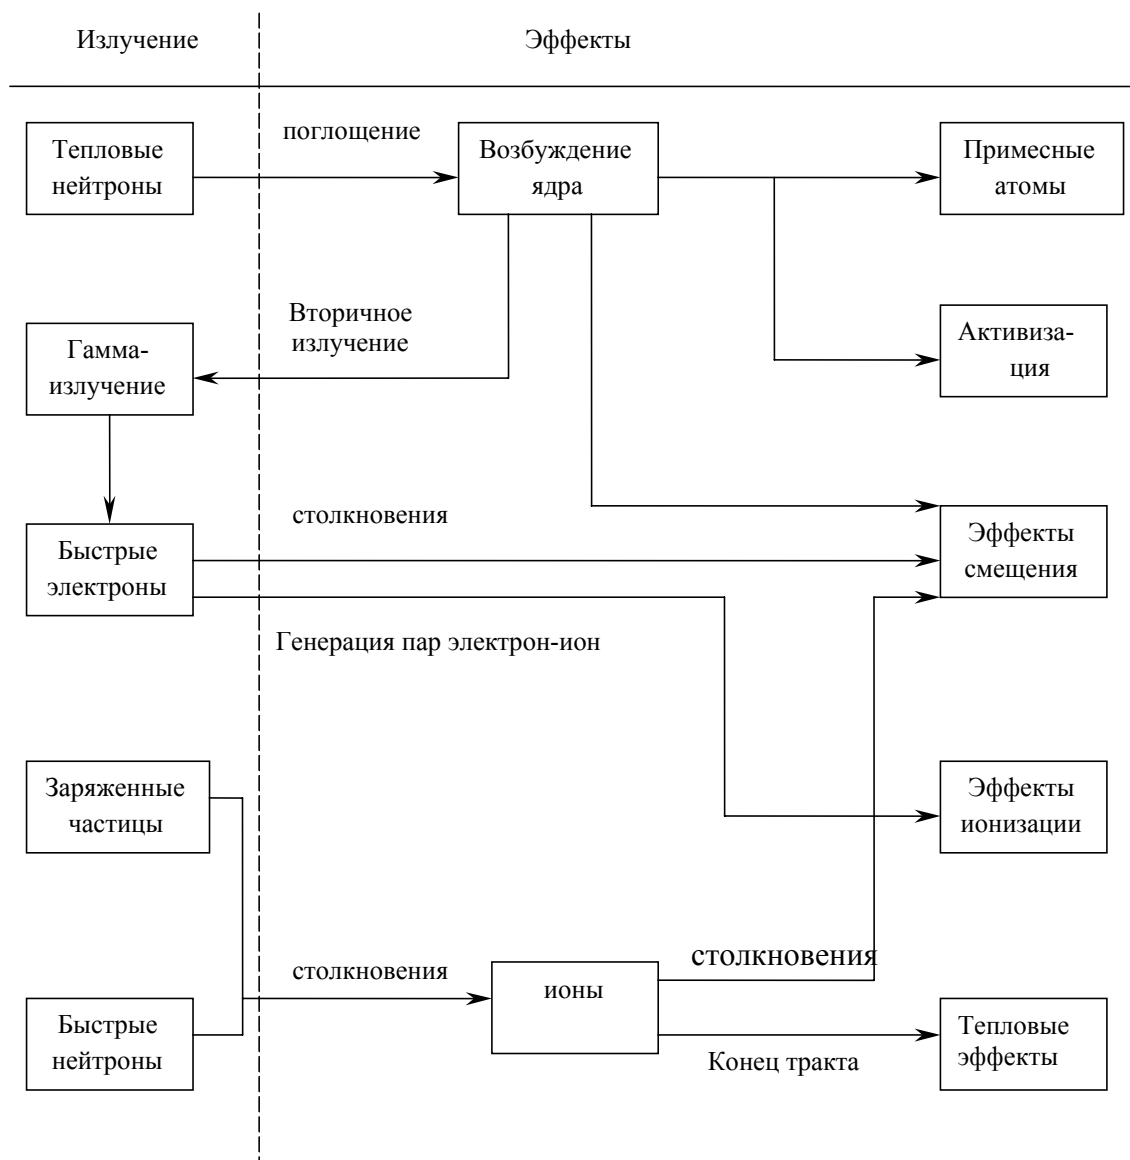 Излучение
Эффекты
Тепловые
нейтроны
поглощение
Возбуждение
ядра
Примесные
атомы
Вторичное
излучение
Гамма-
излучение
Активиза-
ция
столкновения
Быстрые
электроны
Эффекты
смещения
Генерация пар электрон-ион
Заряженные
частицы
Эффекты
ионизации
столкновения
ионы
столкновения
Быстрые
нейтроны
Конец тракта
Тепловые
эффекты